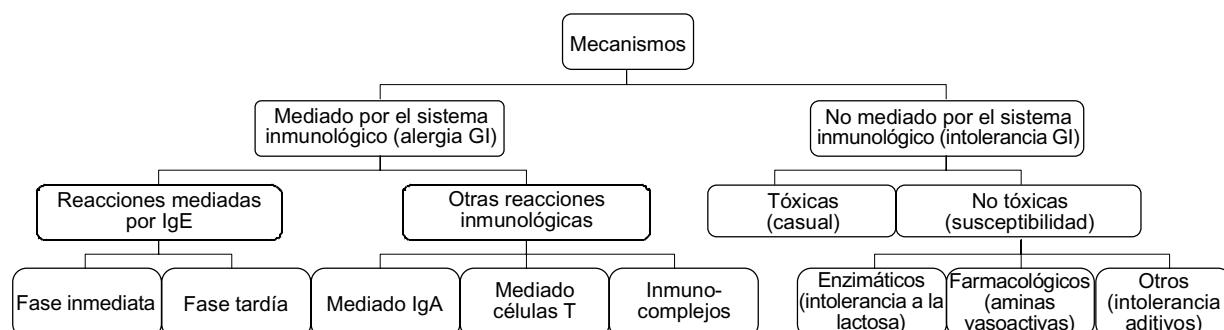 Mecanismos
Mediado por el sistema
inmunológico (alergia GI)
No mediado por el sistema
inmunológico (intolerancia GI)
Reacciones mediadas
por IgE
Otras reacciones
inmunológicas
Tóxicas
(casual)
No tóxicas
(susceptibilidad)
Fase inmediata
Fase tardía
Mediado IgA
Mediado
células T
Inmuno-
complejos
Enzimáticos
(intolerancia a la
lactosa)
Farmacológicos
(aminas
vasoactivas)
Otros
(intolerancia
aditivos)